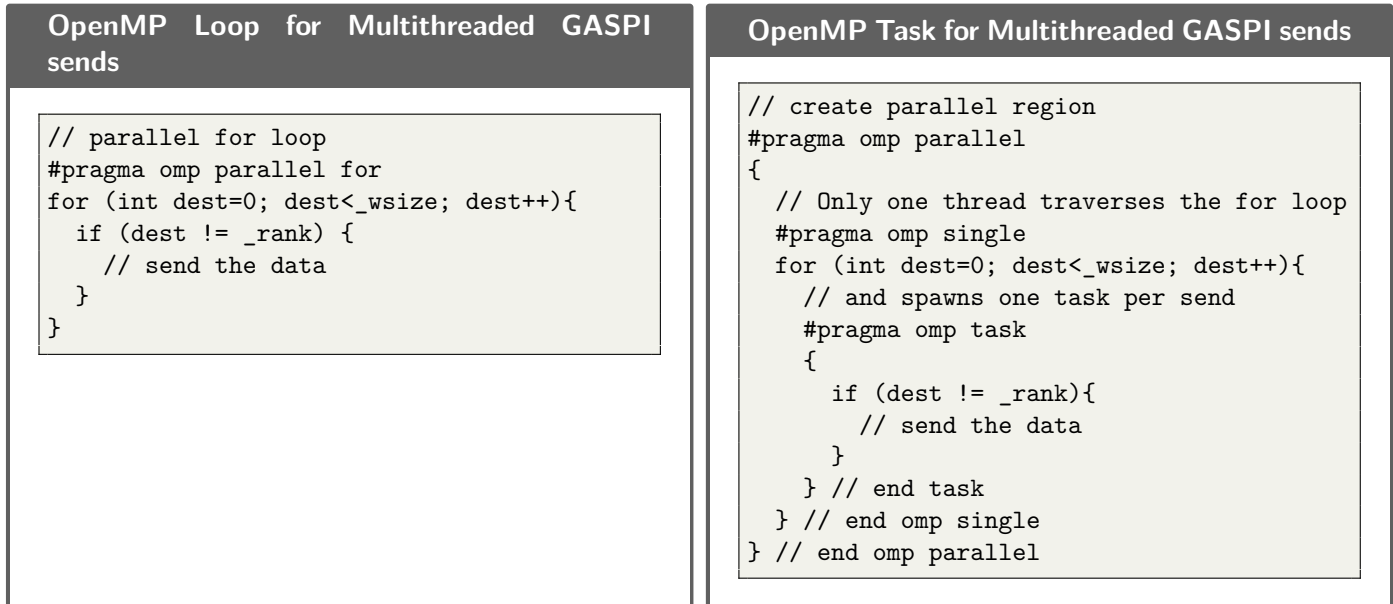 OpenMP Loop for Multithreaded GASPI
sends
// parallel for loop
#pragma omp parallel for
for (int dest=0; dest<_wsize; dest++){
  if (dest != _rank) {
    // send the data
  }
}
OpenMP Task for Multithreaded GASPI sends
// create parallel region
#pragma omp parallel
{
  // Only one thread traverses the for loop
  #pragma omp single
  for (int dest=0; dest<_wsize; dest++){
    // and spawns one task per send
    #pragma omp task
    {
      if (dest != _rank){
        // send the data
      }
    } // end task
  } // end omp single
} // end omp parallel